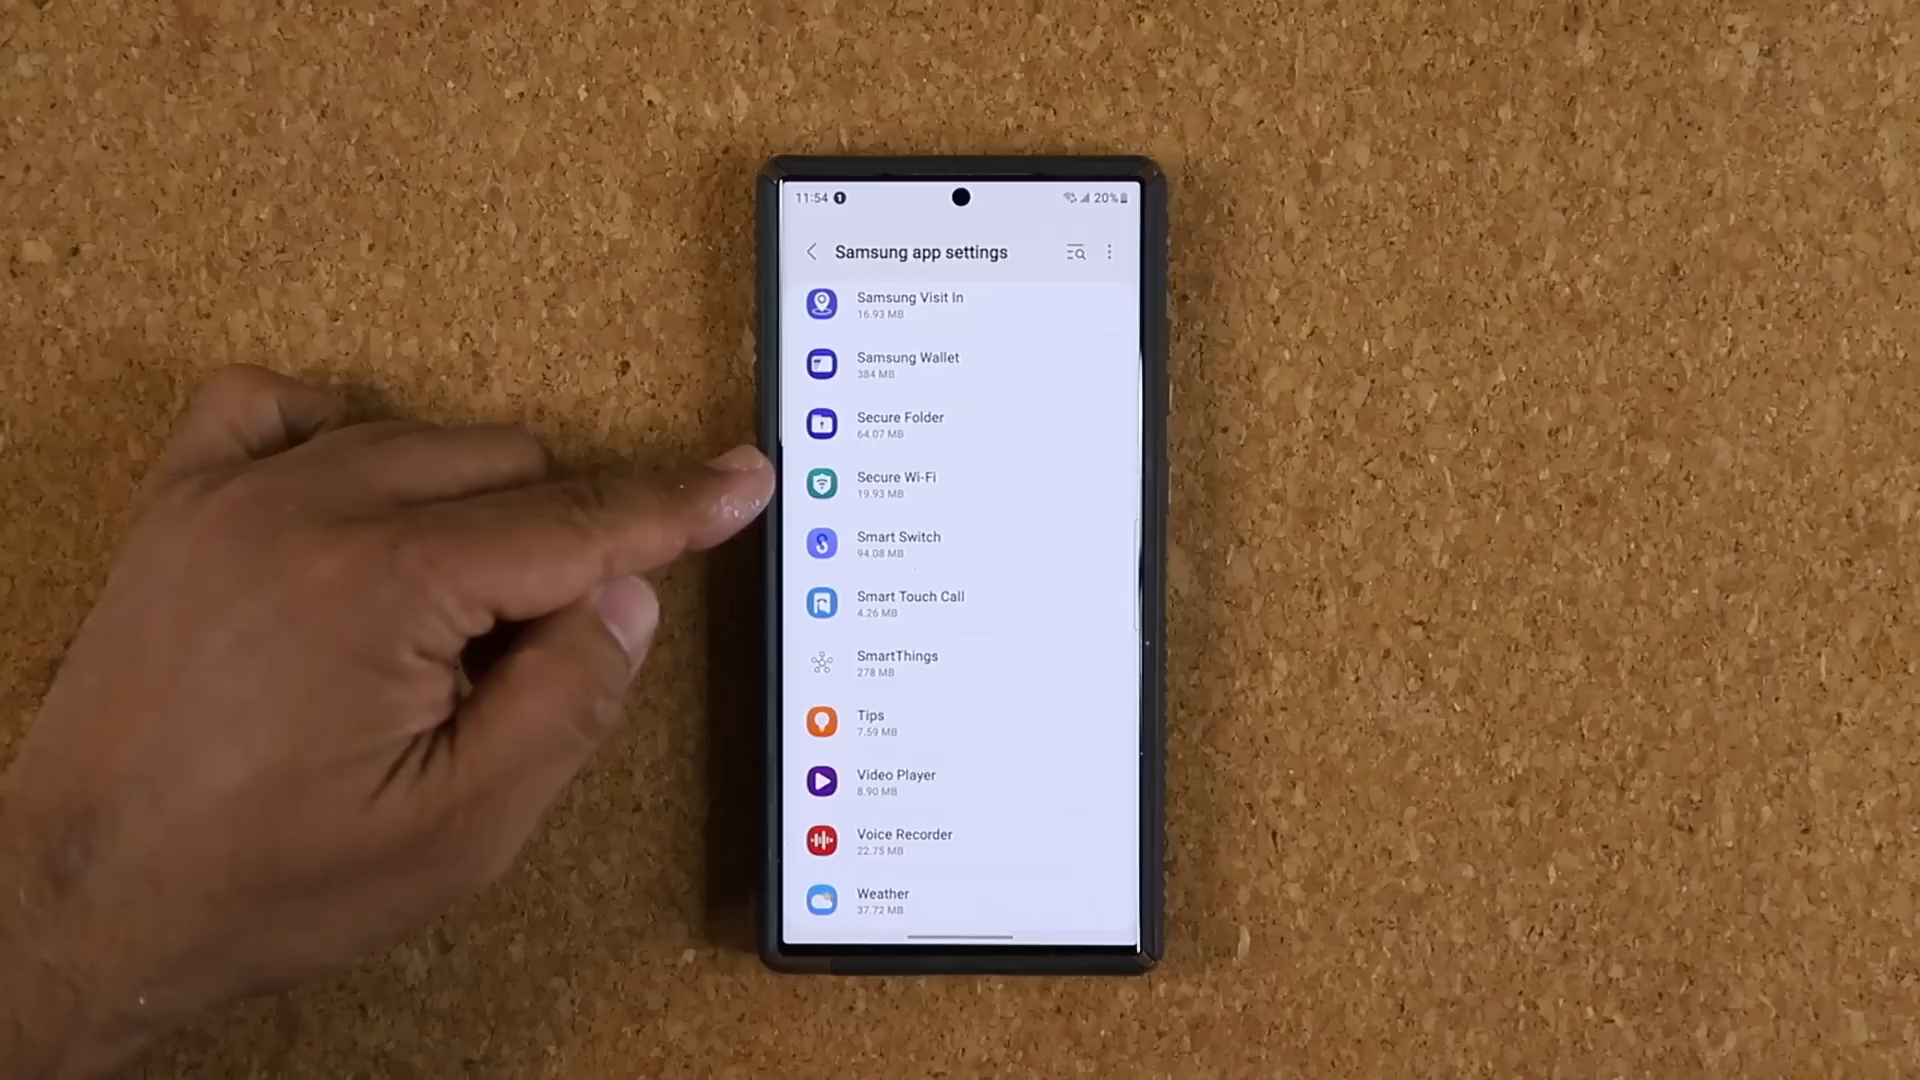 11:54 1 20%
Samsung app settings
Samsung Visit In
16.93 MB
Samsung Wallet
384 MB
Secure Folder
64.07 MB
Secure Wi-Fi
19.93 MB
Smart Switch
94.08 MB
Smart Touch Call
4.26 MB
SmartThings
278 MB
Tips
7.59 MB
Video Player
8.90 MB
Voice Recorder
22.75 MB
Weather
37.72 MB